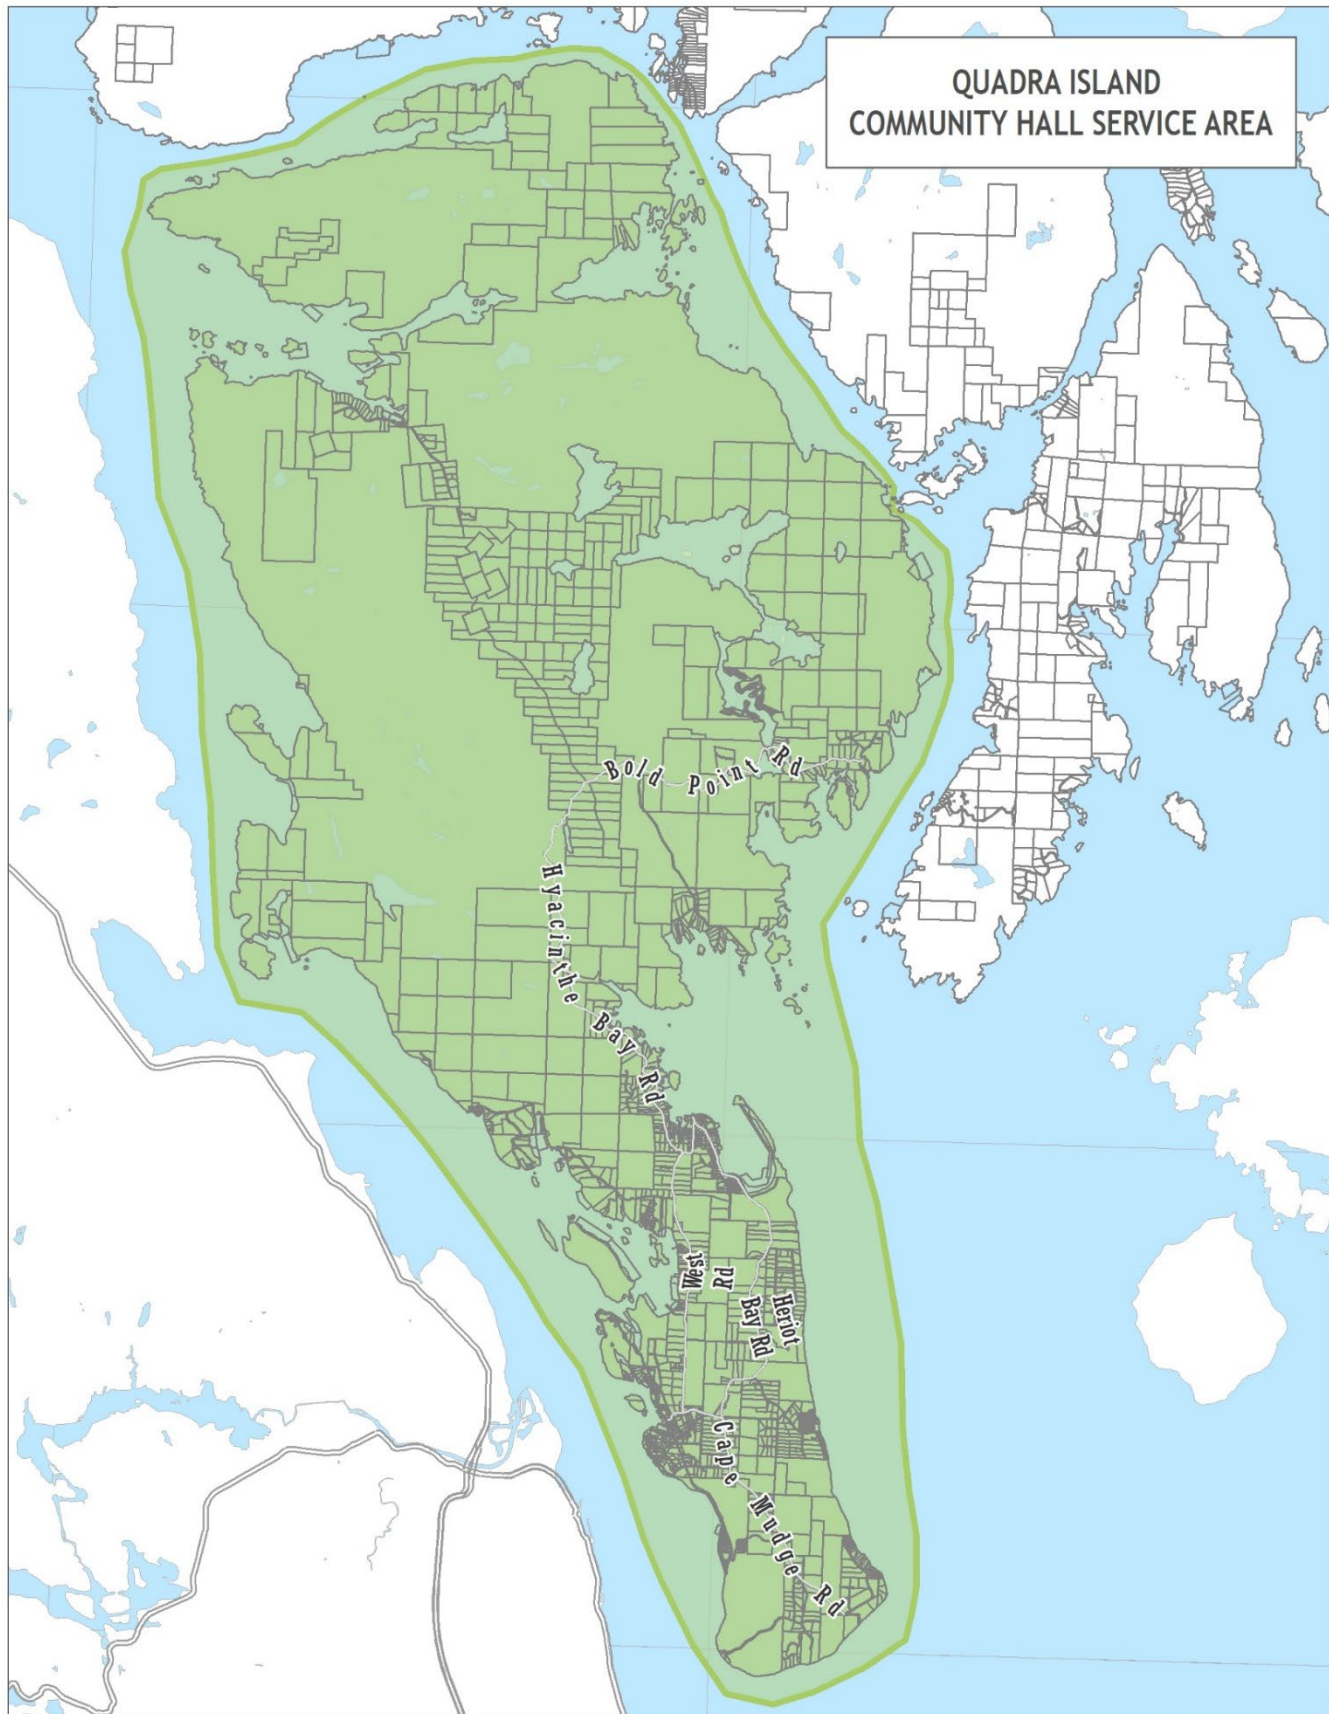 QUADRA ISLAND
COMMUNITY HALL SERVICE AREA
Bold Point Rd
Hyacinthe Bay Rd
West Rd
Heriot Bay Rd
Cape Mudge Rd